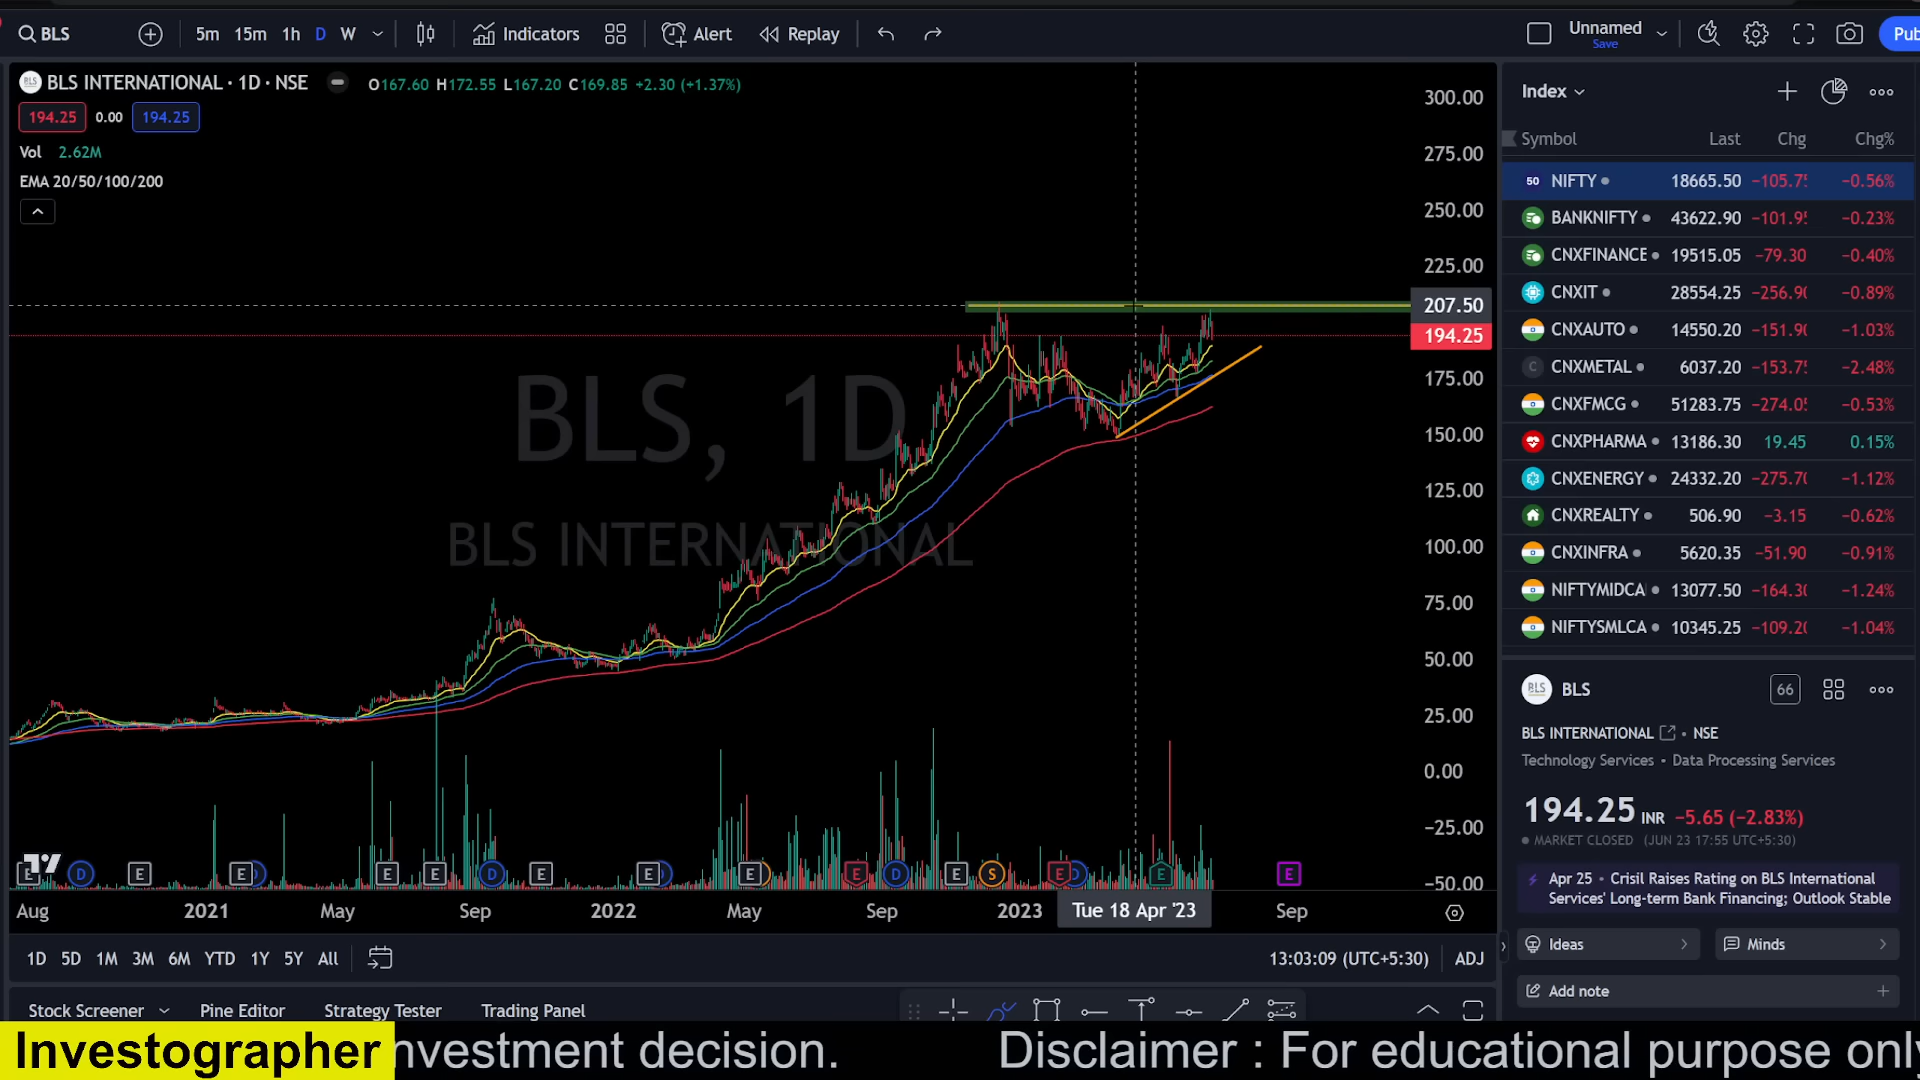 BLS 5m 15m 1h D W Indicators Alert Replay Unnamed Save Pub
BLS INTERNATIONAL · 1D · NSE O167.60 H172.55 L167.20 C169.85 +2.30 (+1.37%)
194.25 0.00 194.25
Vol 2.62M
EMA 20/50/100/200
BLS, 1D
BLS INTERNATIONAL
300.00
275.00
250.00
225.00
207.50
194.25
175.00
150.00
125.00
100.00
75.00
50.00
25.00
0.00
−25.00
−50.00
E D E E D E E D E E E E D E S E D E E
Aug 2021 May Sep 2022 May Sep 2023 Tue 18 Apr '23 Sep
1D 5D 1M 3M 6M YTD 1Y 5Y All 13:03:09 (UTC+5:30) ADJ
Stock Screener Pine Editor Strategy Tester Trading Panel
Index
Symbol Last Chg Chg%
50 NIFTY 18665.50 −105.7 −0.56%
BANKNIFTY 43622.90 −101.9 −0.23%
CNXFINANCE 19515.05 −79.30 −0.40%
CNXIT 28554.25 −256.9 −0.89%
CNXAUTO 14550.20 −151.9 −1.03%
C CNXMETAL 6037.20 −153.7 −2.48%
CNXFMCG 51283.75 −274.0 −0.53%
CNXPHARMA 13186.30 19.45 0.15%
CNXENERGY 24332.20 −275.7 −1.12%
CNXREALTY 506.90 −3.15 −0.62%
CNXINFRA 5620.35 −51.90 −0.91%
NIFTYMIDCA 13077.50 −164.3 −1.24%
NIFTYSMLCA 10345.25 −109.2 −1.04%
BLS BLS 66
BLS INTERNATIONAL • NSE
Technology Services • Data Processing Services
194.25 INR −5.65 (−2.83%)
MARKET CLOSED (JUN 23 17:55 UTC+5:30)
Apr 25 • Crisil Raises Rating on BLS International
Services' Long-term Bank Financing; Outlook Stable
Ideas Minds
Add note
Investographer nvestment decision. Disclaimer : For educational purpose only